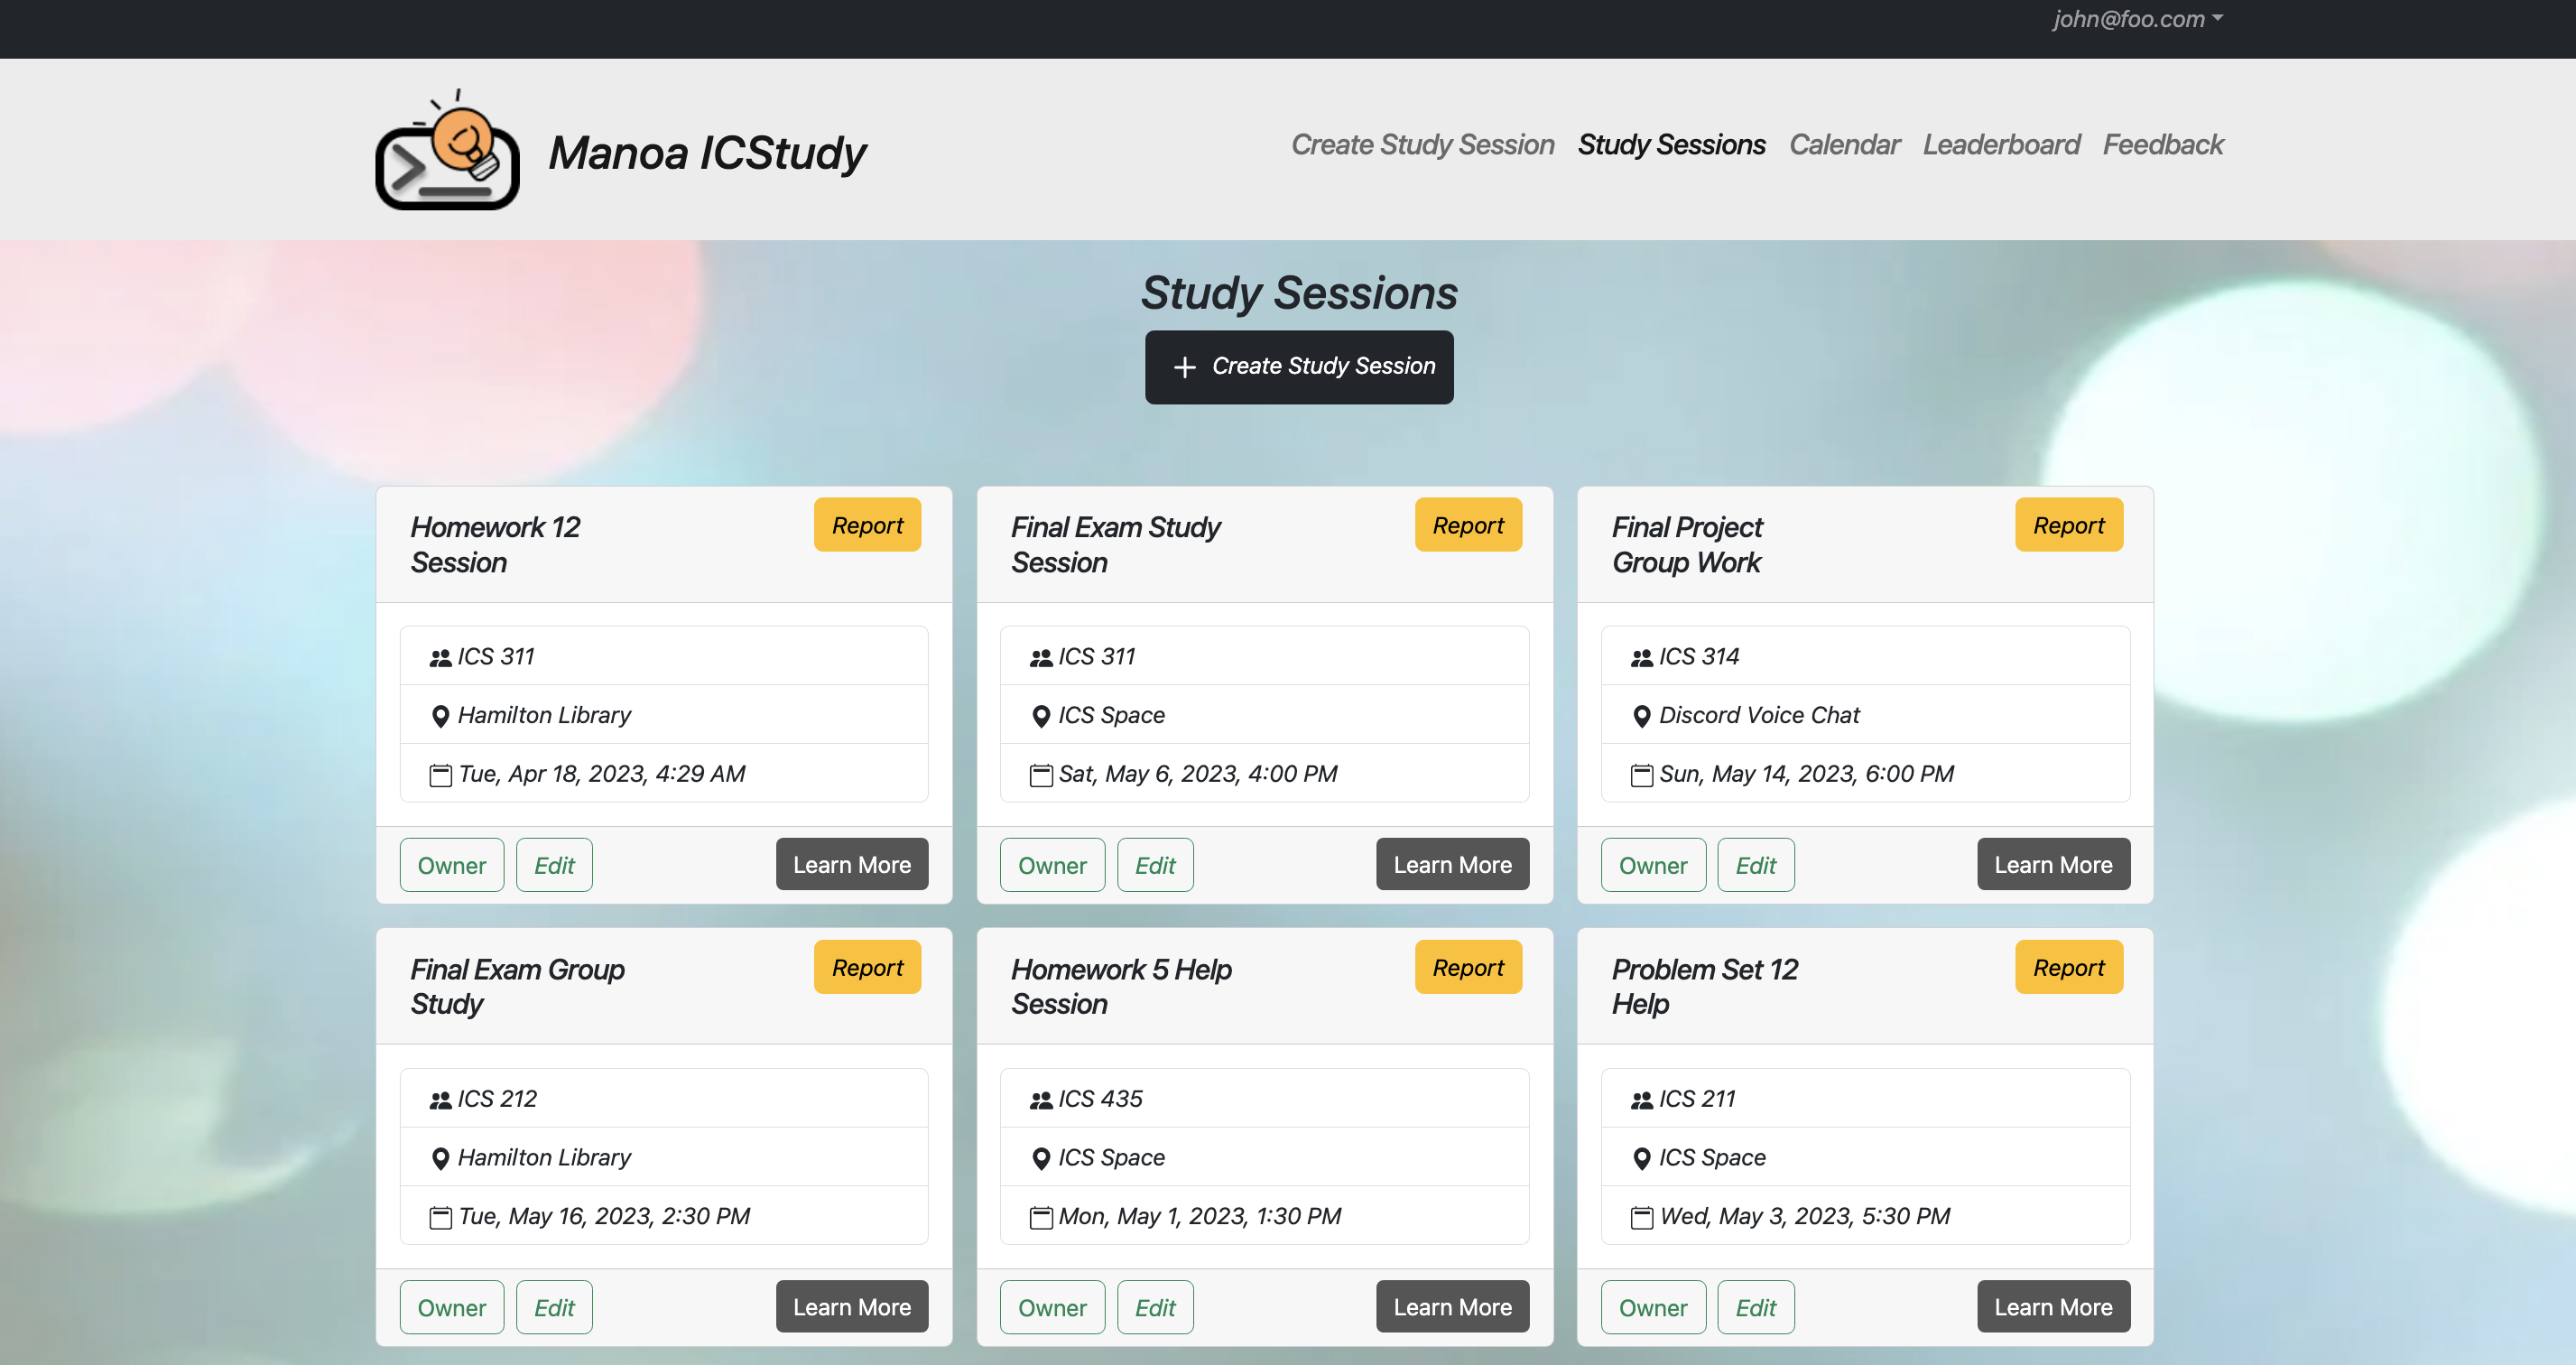 john@foo.com
Manoa ICStudy
Create Study Session Study Sessions Calendar Leaderboard Feedback
Study Sessions
Create Study Session
Homework 12
Session
Report
ICS 311
Hamilton Library
Tue, Apr 18, 2023, 4:29 AM
Owner Edit Learn More
Final Exam Study
Session
Report
ICS 311
ICS Space
Sat, May 6, 2023, 4:00 PM
Owner Edit Learn More
Final Project
Group Work
Report
ICS 314
Discord Voice Chat
Sun, May 14, 2023, 6:00 PM
Owner Edit Learn More
Final Exam Group
Study
Report
ICS 212
Hamilton Library
Tue, May 16, 2023, 2:30 PM
Owner Edit Learn More
Homework 5 Help
Session
Report
ICS 435
ICS Space
Mon, May 1, 2023, 1:30 PM
Owner Edit Learn More
Problem Set 12
Help
Report
ICS 211
ICS Space
Wed, May 3, 2023, 5:30 PM
Owner Edit Learn More